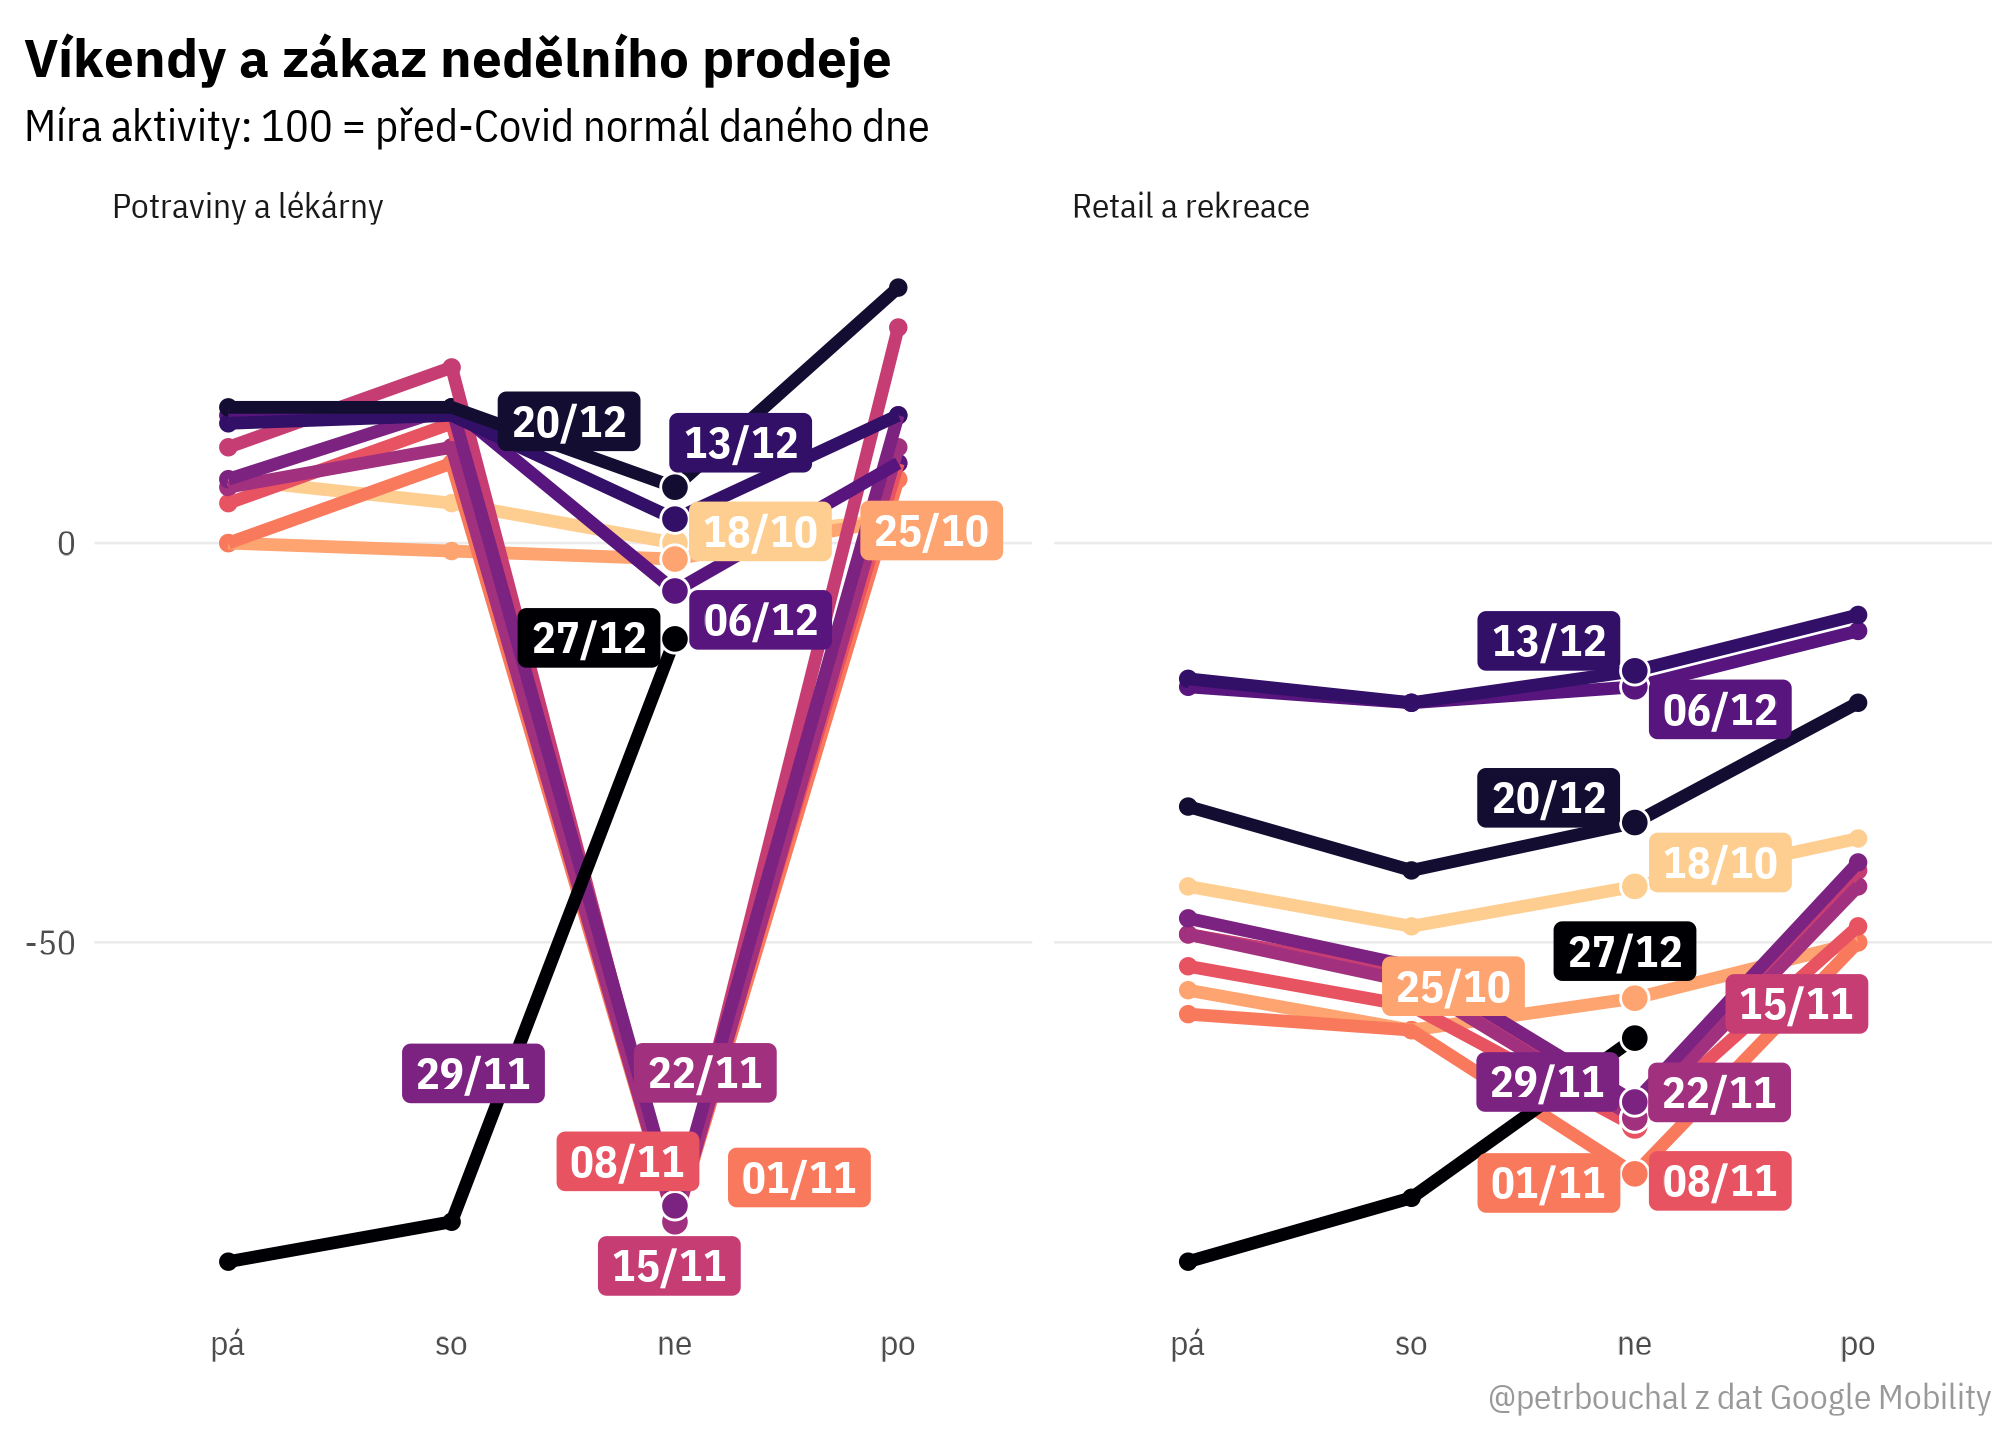 Víkendy a zákaz nedělního prodeje
Míra aktivity: 100 = před-Covid normál daného dne
Potraviny a lékárny
Retail a rekreace
20/12
13/12
18/10
25/10
0
06/12
27/12
-50
29/11
22/11
08/11
01/11
15/11
13/12
06/12
20/12
18/10
27/12
25/10
15/11
29/11
22/11
01/11
08/11
pá
so
ne
po
pá
so
ne
po
@petrbouchal z dat Google Mobility